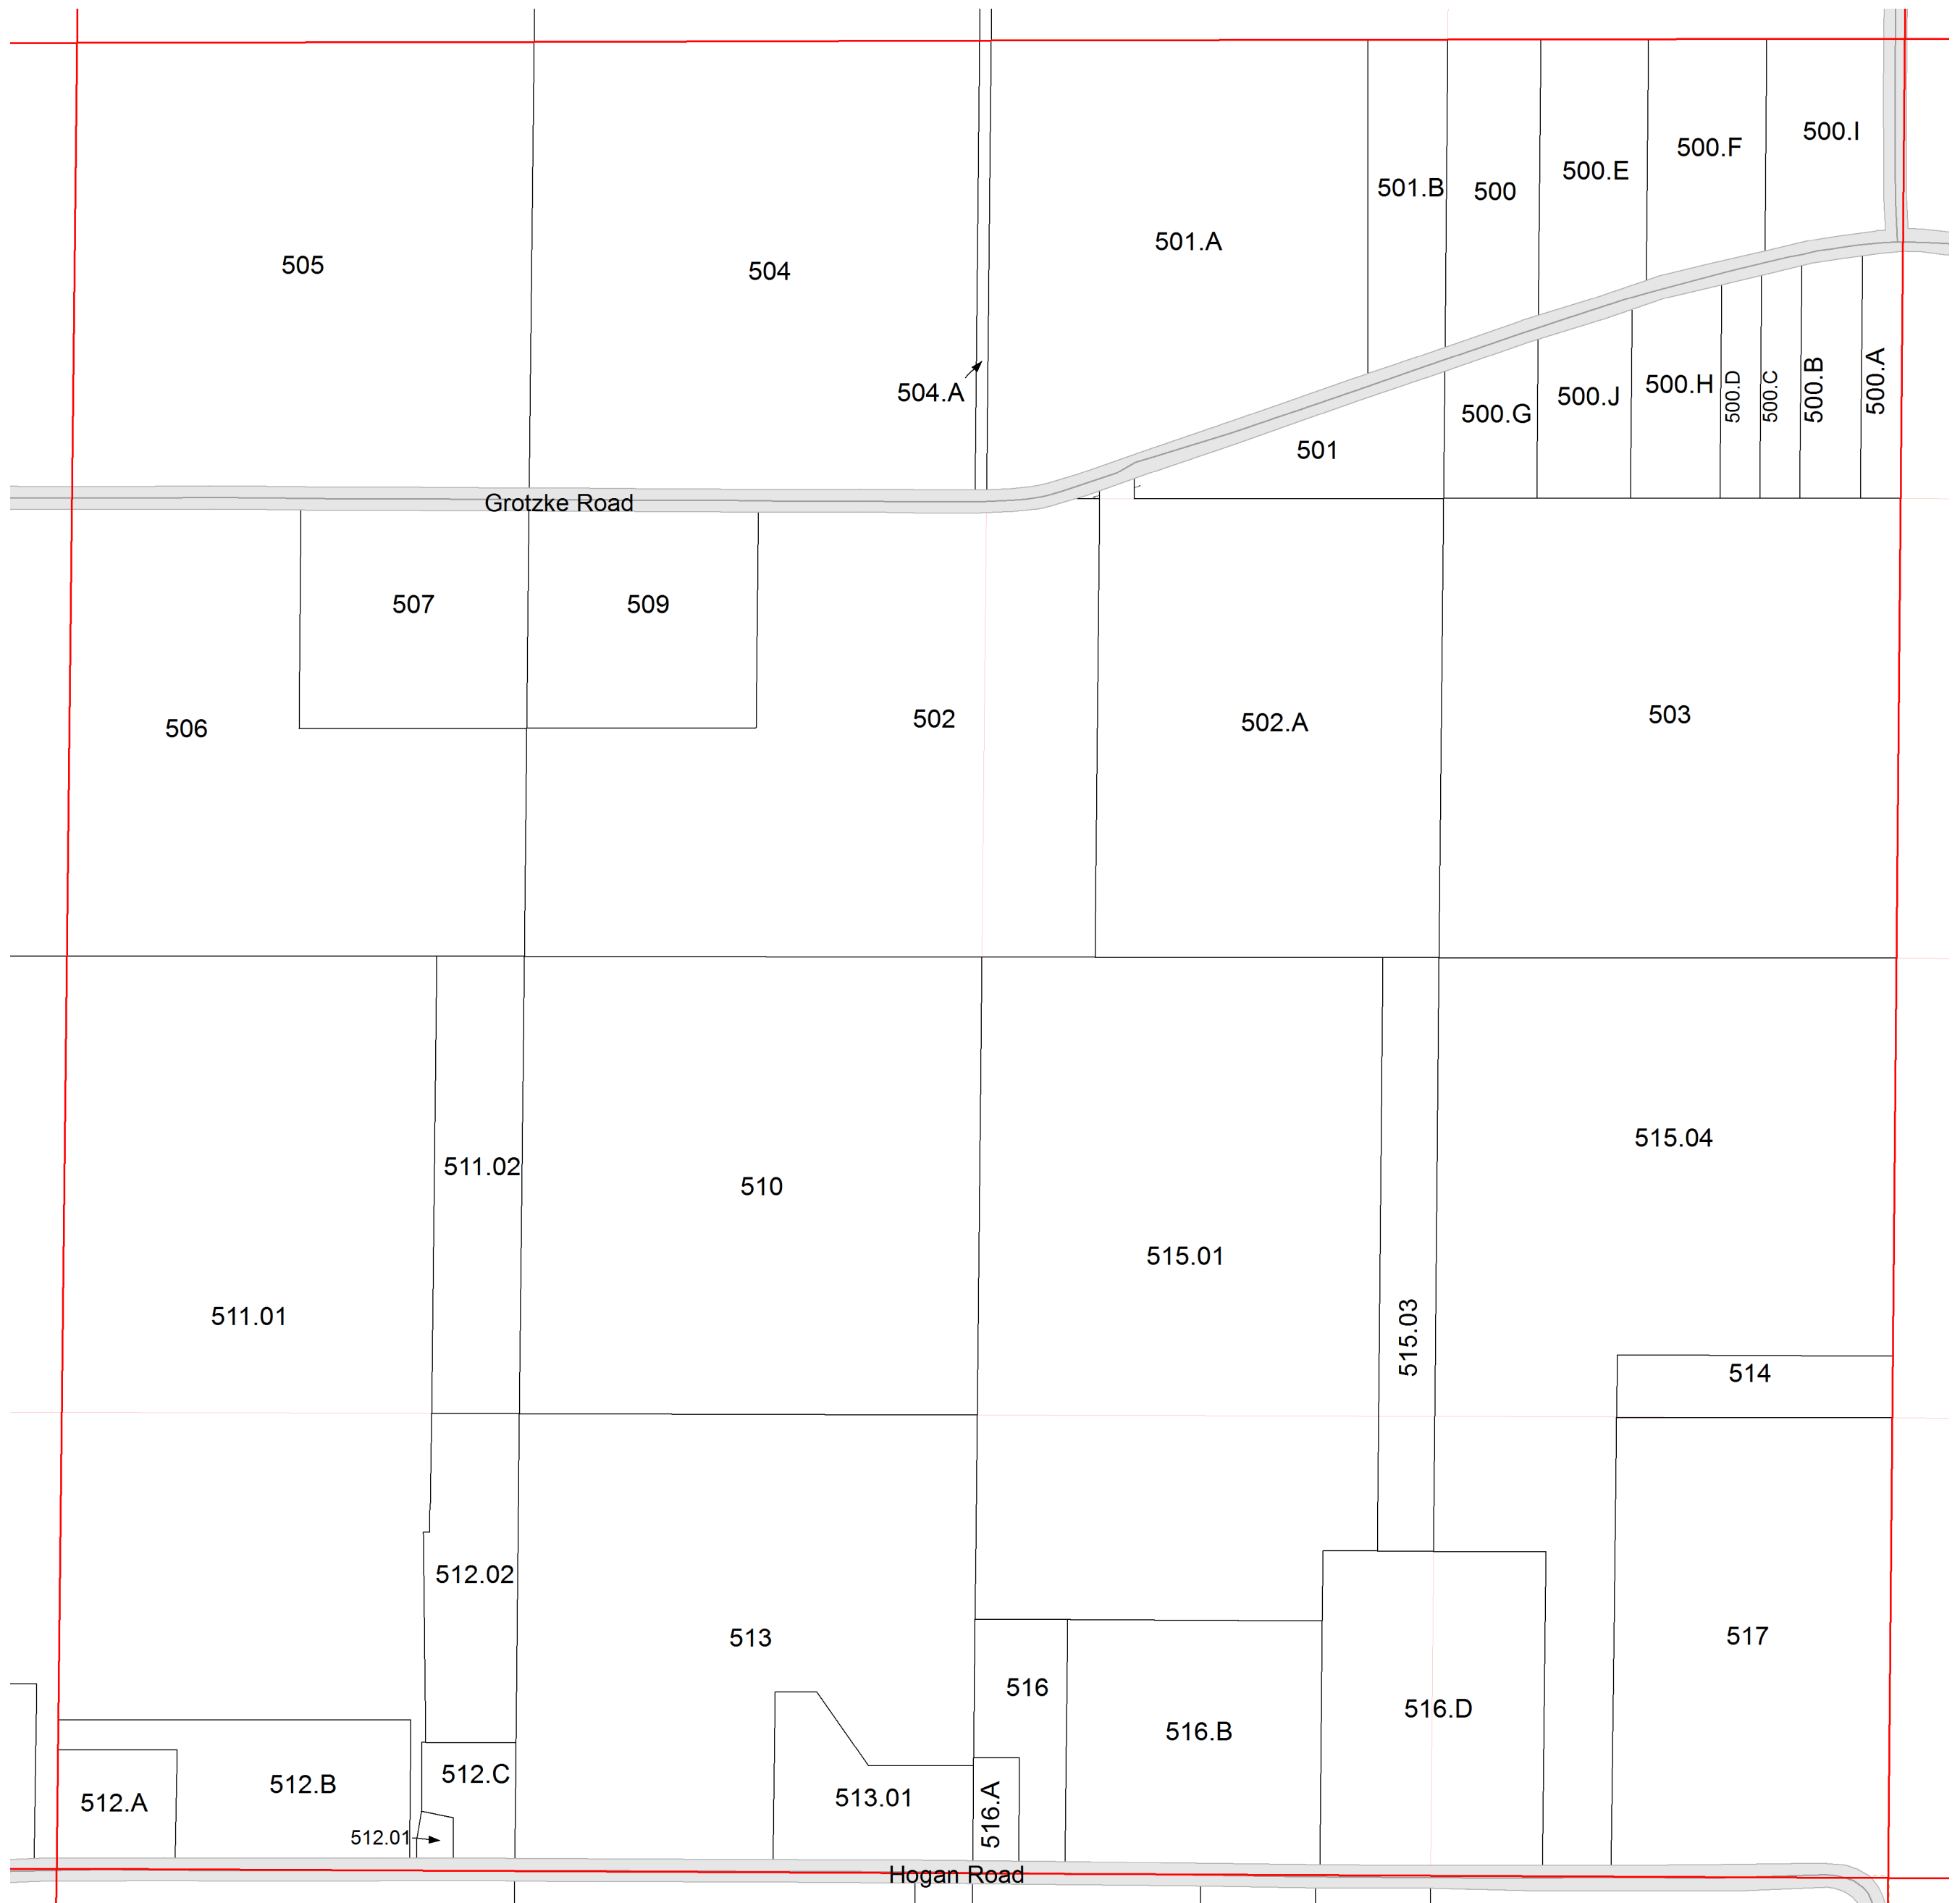 500.I
500.F
500.E
501.B
500
501.A
505
504
504.A
500.H
500.D
500.C
500.B
500.A
500.J
500.G
501
Grotzke Road
507
509
506
502
502.A
503
515.04
511.02
510
515.01
511.01
515.03
514
512.02
513
517
516
516.D
516.B
512.C
512.B
512.A
513.01
516.A
512.01
Hogan Road